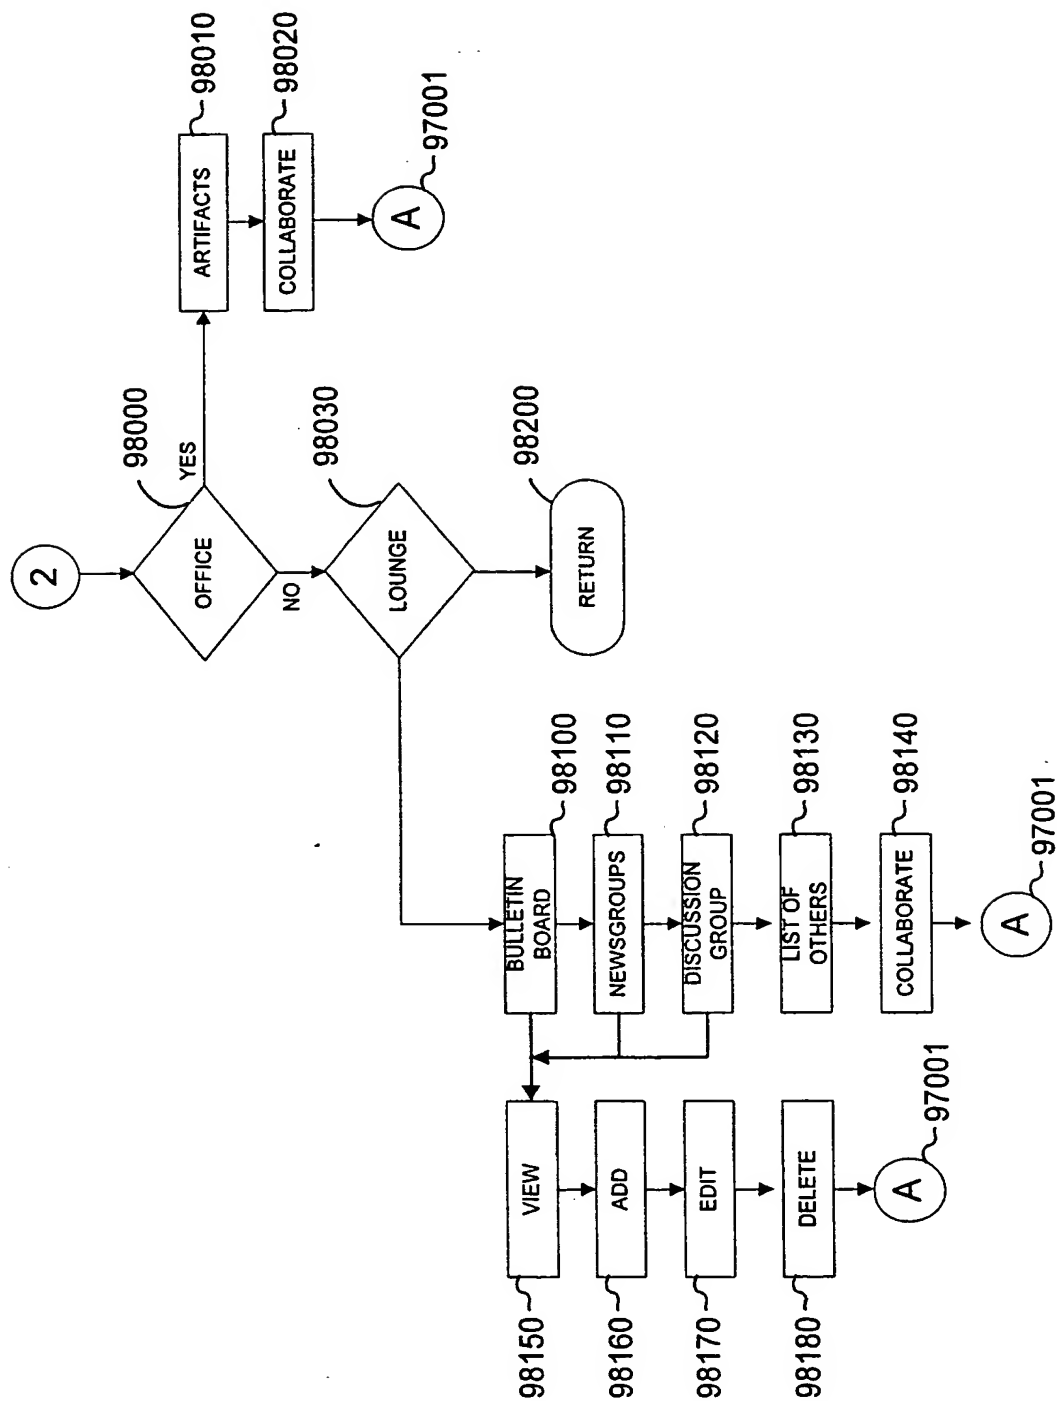 2
OFFICE
98000
YES
NO
ARTIFACTS
98010
COLLABORATE
98020
A
97001
LOUNGE
98030
RETURN
98200
BULLETIN
BOARD
98100
NEWSGROUPS
98110
DISCUSSION
GROUP
98120
LIST OF
OTHERS
98130
COLLABORATE
98140
A
97001
VIEW
98150
ADD
98160
EDIT
98170
DELETE
98180
A
97001